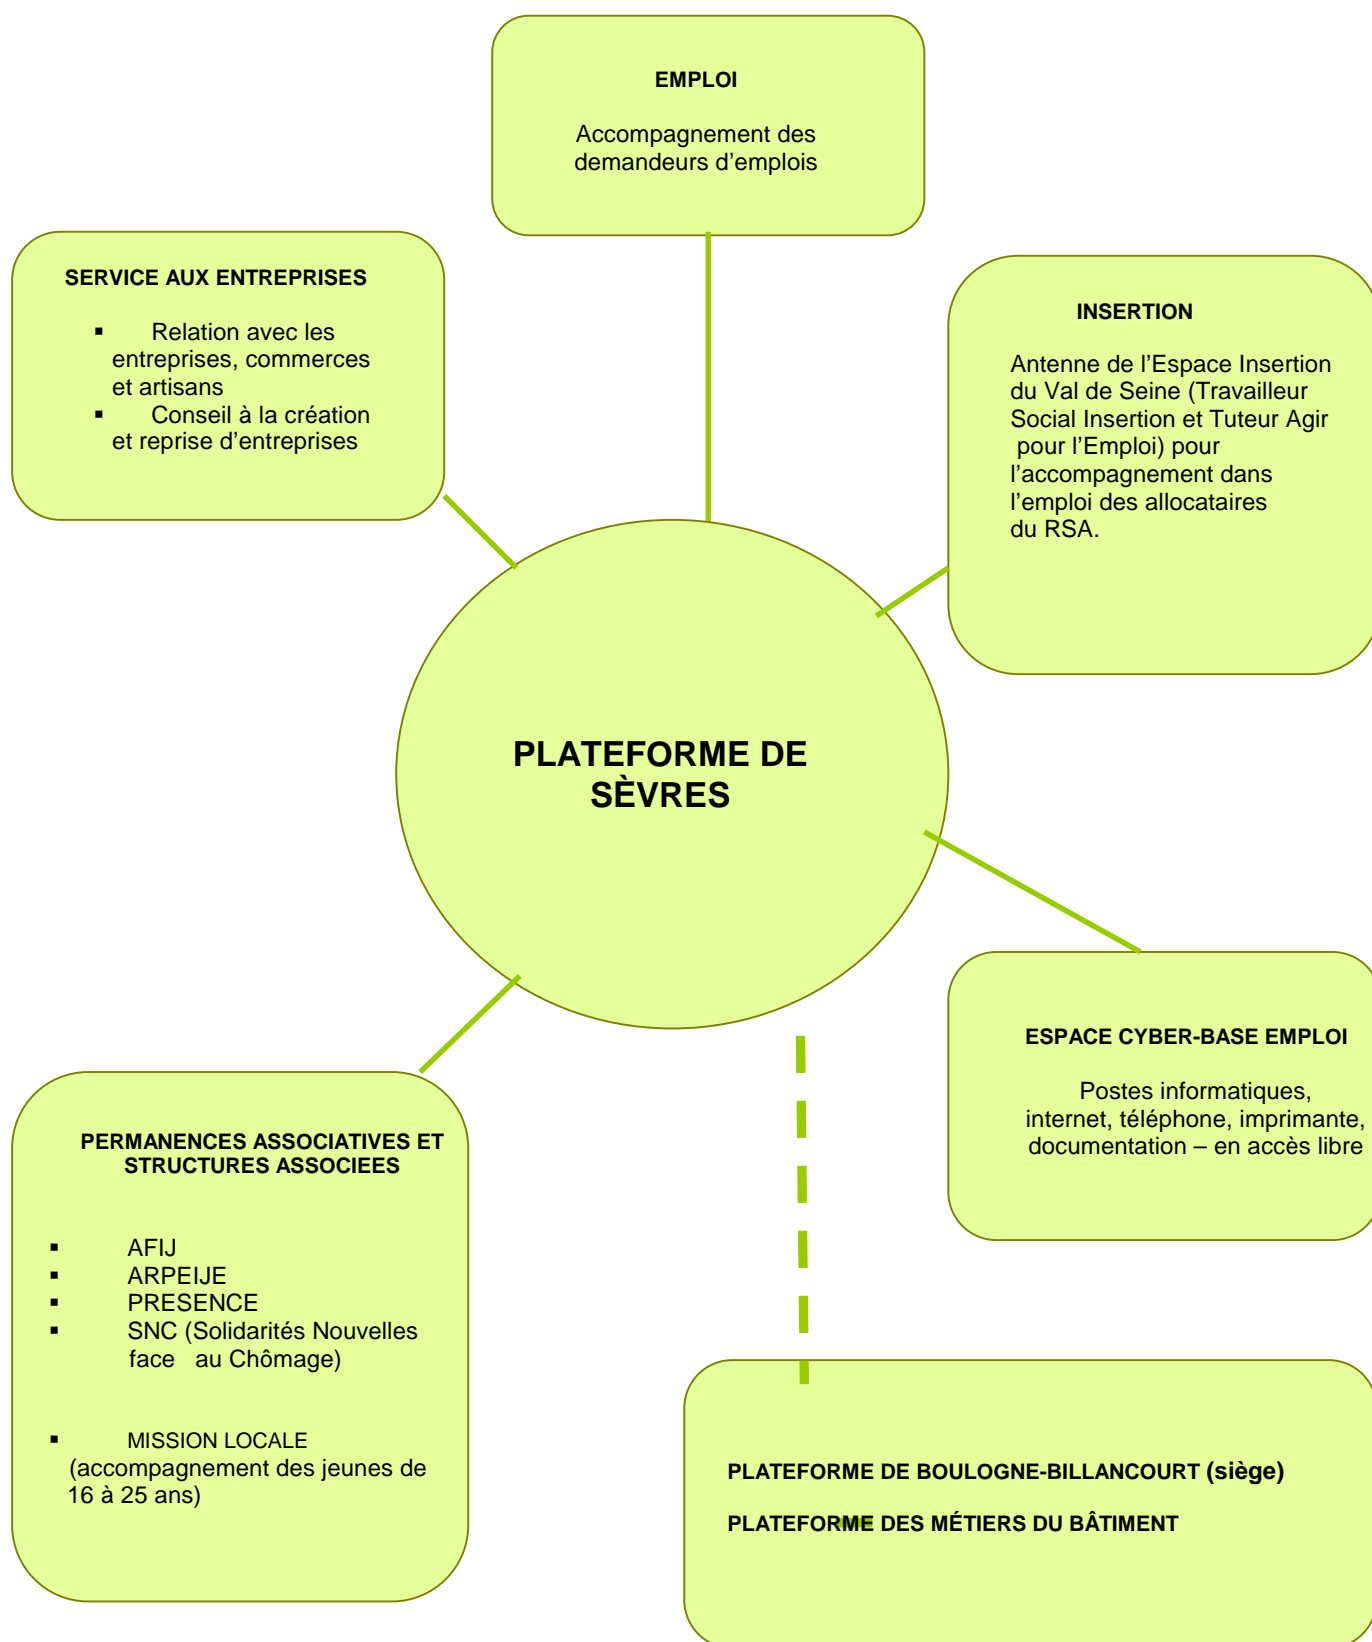 EMPLOI
Accompagnement des
demandeurs d’emplois
SERVICE AUX ENTREPRISES
▪ Relation avec les
entreprises, commerces
et artisans
▪ Conseil à la création
et reprise d’entreprises
INSERTION
Antenne de l’Espace Insertion
du Val de Seine (Travailleur
Social Insertion et Tuteur Agir
pour l’Emploi) pour
l’accompagnement dans
l’emploi des allocataires
du RSA.
PLATEFORME DE
SÈVRES
ESPACE CYBER-BASE EMPLOI
Postes informatiques,
internet, téléphone, imprimante,
documentation – en accès libre
PERMANENCES ASSOCIATIVES ET
STRUCTURES ASSOCIEES
▪ AFIJ
▪ ARPEIJE
▪ PRESENCE
▪ SNC (Solidarités Nouvelles
face au Chômage)
▪ MISSION LOCALE
(accompagnement des jeunes de
16 à 25 ans)
PLATEFORME DE BOULOGNE-BILLANCOURT (siège)
PLATEFORME DES MÉTIERS DU BÂTIMENT